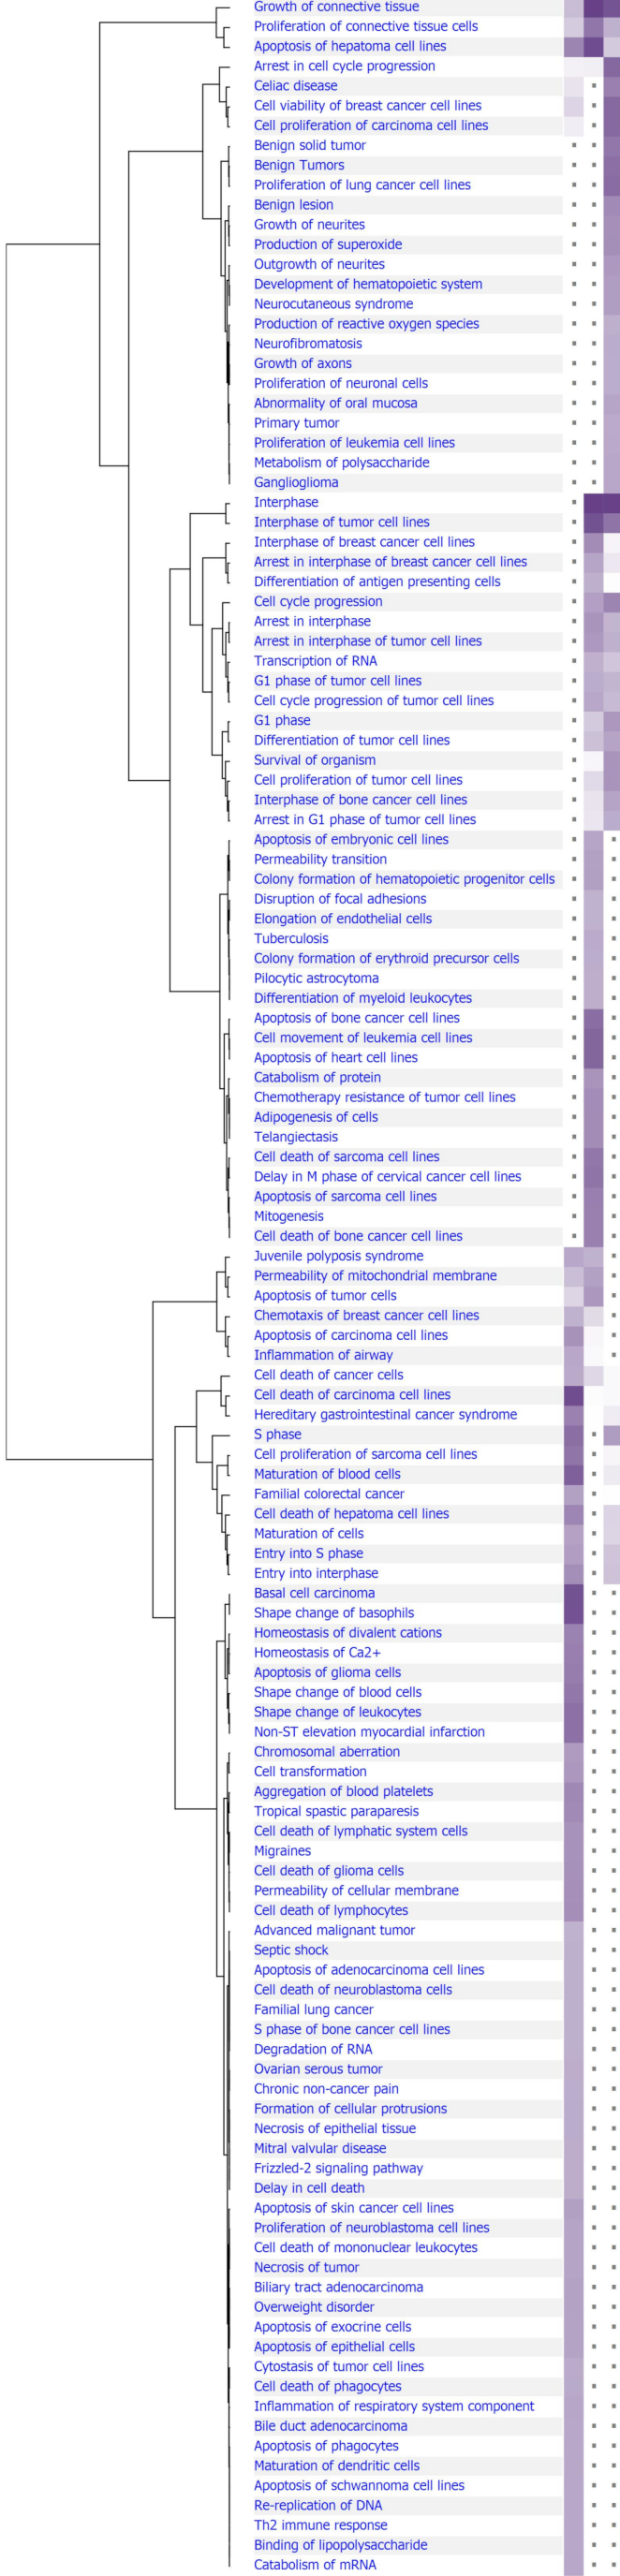 Growth of connective tissue
Proliferation of connective tissue cells
Apoptosis of hepatoma cell lines
Arrest in cell cycle progression
Celiac disease
Cell viability of breast cancer cell lines
Cell proliferation of carcinoma cell lines
Benign solid tumor
Benign Tumors
Proliferation of lung cancer cell lines
Benign lesion
Growth of neurites
Production of superoxide
Outgrowth of neurites
Development of hematopoietic system
Neurocutaneous syndrome
Production of reactive oxygen species
Neurofibromatosis
Growth of axons
Proliferation of neuronal cells
Abnormality of oral mucosa
Primary tumor
Proliferation of leukemia cell lines
Metabolism of polysaccharide
Ganglioglioma
Interphase
Interphase of tumor cell lines
Interphase of breast cancer cell lines
Arrest in interphase of breast cancer cell lines
Differentiation of antigen presenting cells
Cell cycle progression
Arrest in interphase
Arrest in interphase of tumor cell lines
Transcription of RNA
G1 phase of tumor cell lines
Cell cycle progression of tumor cell lines
G1 phase
Differentiation of tumor cell lines
Survival of organism
Cell proliferation of tumor cell lines
Interphase of bone cancer cell lines
Arrest in G1 phase of tumor cell lines
Apoptosis of embryonic cell lines
Permeability transition
Colony formation of hematopoietic progenitor cells
Disruption of focal adhesions
Elongation of endothelial cells
Tuberculosis
Colony formation of erythroid precursor cells
Pilocytic astrocytoma
Differentiation of myeloid leukocytes
Apoptosis of bone cancer cell lines
Cell movement of leukemia cell lines
Apoptosis of heart cell lines
Catabolism of protein
Chemotherapy resistance of tumor cell lines
Adipogenesis of cells
Telangiectasis
Cell death of sarcoma cell lines
Delay in M phase of cervical cancer cell lines
Apoptosis of sarcoma cell lines
Mitogenesis
Cell death of bone cancer cell lines
Juvenile polyposis syndrome
Permeability of mitochondrial membrane
Apoptosis of tumor cells
Chemotaxis of breast cancer cell lines
Apoptosis of carcinoma cell lines
Inflammation of airway
Cell death of cancer cells
Cell death of carcinoma cell lines
Hereditary gastrointestinal cancer syndrome
S phase
Cell proliferation of sarcoma cell lines
Maturation of blood cells
Familial colorectal cancer
Cell death of hepatoma cell lines
Maturation of cells
Entry into S phase
Entry into interphase
Basal cell carcinoma
Shape change of basophils
Homeostasis of divalent cations
Homeostasis of Ca2+
Apoptosis of glioma cells
Shape change of blood cells
Shape change of leukocytes
Non-ST elevation myocardial infarction
Chromosomal aberration
Cell transformation
Aggregation of blood platelets
Tropical spastic paraparesis
Cell death of lymphatic system cells
Migraines
Cell death of glioma cells
Permeability of cellular membrane
Cell death of lymphocytes
Advanced malignant tumor
Septic shock
Apoptosis of adenocarcinoma cell lines
Cell death of neuroblastoma cells
Familial lung cancer
S phase of bone cancer cell lines
Degradation of RNA
Ovarian serous tumor
Chronic non-cancer pain
Formation of cellular protrusions
Necrosis of epithelial tissue
Mitral valvular disease
Frizzled-2 signaling pathway
Delay in cell death
Apoptosis of skin cancer cell lines
Proliferation of neuroblastoma cell lines
Cell death of mononuclear leukocytes
Necrosis of tumor
Biliary tract adenocarcinoma
Overweight disorder
Apoptosis of exocrine cells
Apoptosis of epithelial cells
Cytostasis of tumor cell lines
Cell death of phagocytes
Inflammation of respiratory system component
Bile duct adenocarcinoma
Apoptosis of phagocytes
Maturation of dendritic cells
Apoptosis of schwannoma cell lines
Re-replication of DNA
Th2 immune response
Binding of lipopolysaccharide
Catabolism of mRNA